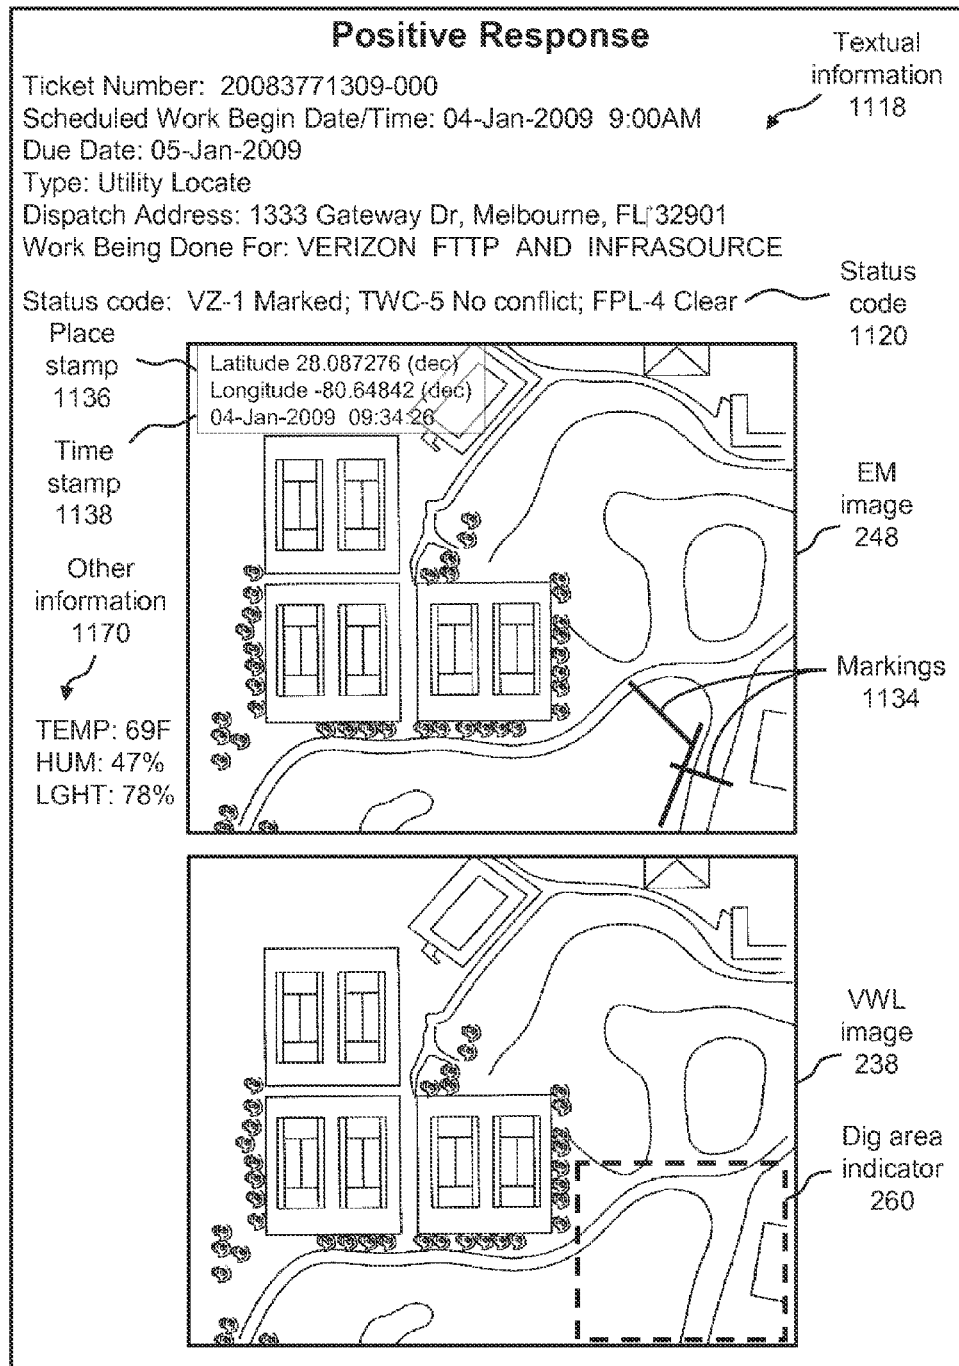 Positive Response
Textual
information
1118
Ticket Number: 20083771309-000
Scheduled Work Begin Date/Time: 04-Jan-2009 9:00AM
Due Date: 05-Jan-2009
Type: Utility Locate
Dispatch Address: 1333 Gateway Dr, Melbourne, FL 32901
Work Being Done For: VERIZON FTTP AND INFRASOURCE
Status code: VZ-1 Marked; TWC-5 No conflict; FPL-4 Clear
Status
code
1120
Place
stamp
1136
Latitude 28.087276 (dec)
Longitude -80.64842 (dec)
04-Jan-2009 09:34:26
Time
stamp
1138
EM
image
248
Other
information
1170
Markings
1134
TEMP: 69F
HUM: 47%
LGHT: 78%
VWL
image
238
Dig area
indicator
260